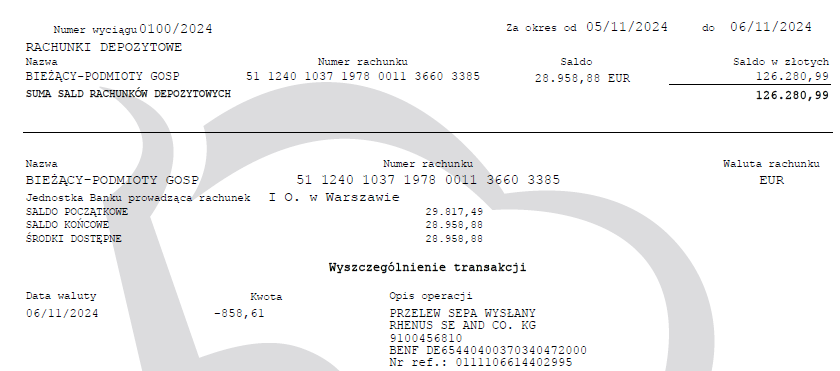 Numer wyciągu 0100/2024 Za okres od 05/11/2024 do 06/11/2024
RACHUNKI DEPOZYTOWE
Nazwa Numer rachunku Saldo Saldo w złotych
BIEŻĄCY-PODMIOTY GOSP 51 1240 1037 1978 0011 3660 3385 28.958,88 EUR 126.280,99
SUMA SALD RACHUNKÓW DEPOZYTOWYCH 126.280,99
Nazwa Numer rachunku Waluta rachunku
BIEŻĄCY-PODMIOTY GOSP 51 1240 1037 1978 0011 3660 3385 EUR
Jednostka Banku prowadząca rachunek I O. w Warszawie
SALDO POCZĄTKOWE 29.817,49
SALDO KOŃCOWE 28.958,88
ŚRODKI DOSTĘPNE 28.958,88
Wyszczególnienie transakcji
Data waluty Kwota Opis operacji
06/11/2024 -858,61 PRZELEW SEPA WYSŁANY
RHENUS SE AND CO. KG
9100456810
BENF DE65440400370340472000
Nr ref.: 0111106614402995